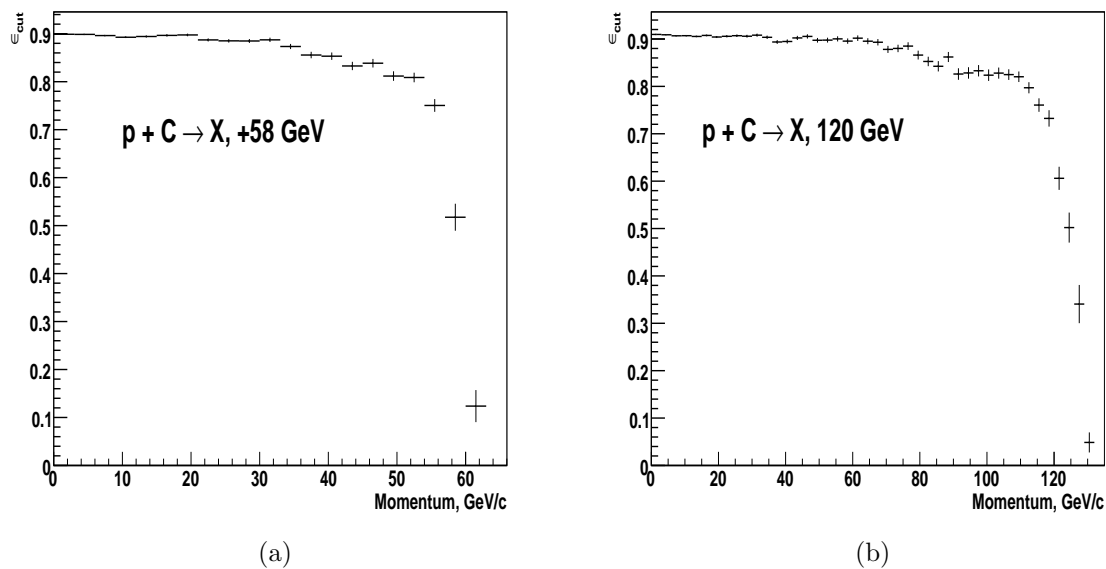 ϵcut
0.9
0.8
0.7
0.6
0.5
0.4
0.3
0.2
0.1
0
p + C → X, +58 GeV
0 10 20 30 40 50 60
Momentum, GeV/c
(a)
ϵcut
0.9
0.8
0.7
0.6
0.5
0.4
0.3
0.2
0.1
0
p + C → X, 120 GeV
0 20 40 60 80 100 120
Momentum, GeV/c
(b)